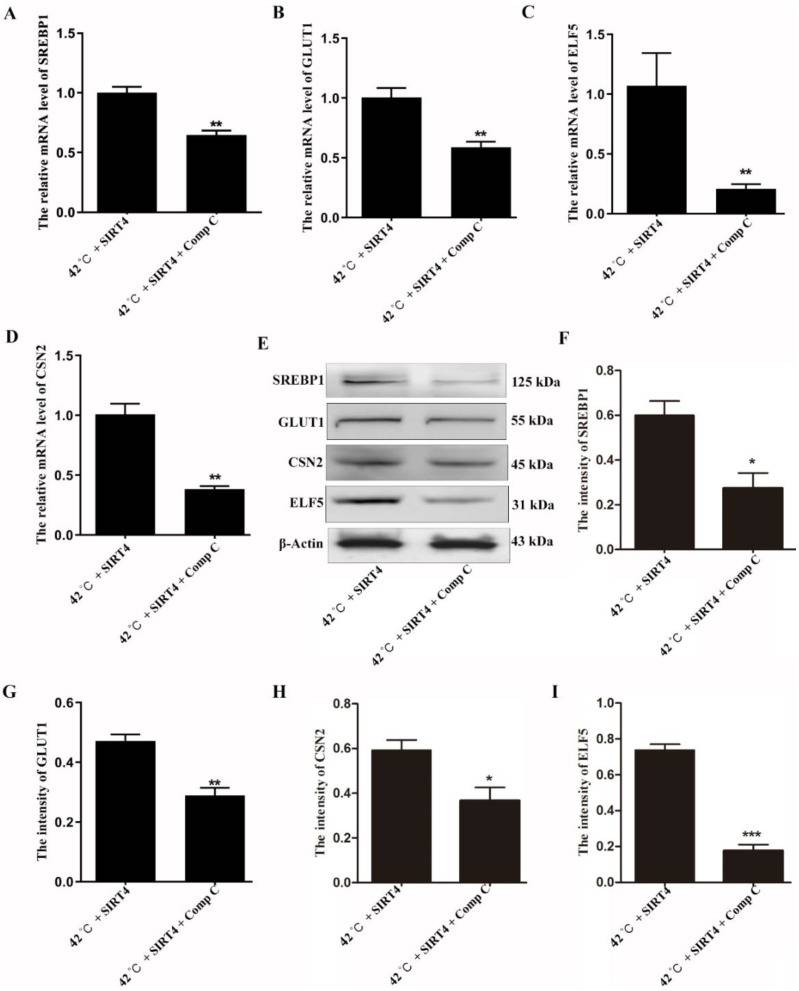 A
The relative mRNA level of SREBP1
1.5
1.0
0.5
0.0
**
42 °C + SIRT4
42 °C + SIRT4 + Comp C
B
The relative mRNA level of GLUT1
1.5
1.0
0.5
0.0
**
42 °C + SIRT4
42 °C + SIRT4 + Comp C
C
The relative mRNA level of ELF5
1.5
1.0
0.5
0.0
**
42 °C + SIRT4
42 °C + SIRT4 + Comp C
D
The relative mRNA level of CSN2
1.5
1.0
0.5
0.0
**
42 °C + SIRT4
42 °C + SIRT4 + Comp C
E
SREBP1 125 kDa
GLUT1 55 kDa
CSN2 45 kDa
ELF5 31 kDa
β-Actin 43 kDa
42 °C + SIRT4
42 °C + SIRT4 + Comp C
F
The intensity of SREBP1
0.8
0.6
0.4
0.2
0.0
*
42 °C + SIRT4
42 °C + SIRT4 + Comp C
G
The intensity of GLUT1
0.6
0.4
0.2
0.0
**
42 °C + SIRT4
42 °C + SIRT4 + Comp C
H
The intensity of CSN2
0.8
0.6
0.4
0.2
0.0
*
42 °C + SIRT4
42 °C + SIRT4 + Comp C
I
The intensity of ELF5
1.0
0.8
0.6
0.4
0.2
0.0
***
42 °C + SIRT4
42 °C + SIRT4 + Comp C